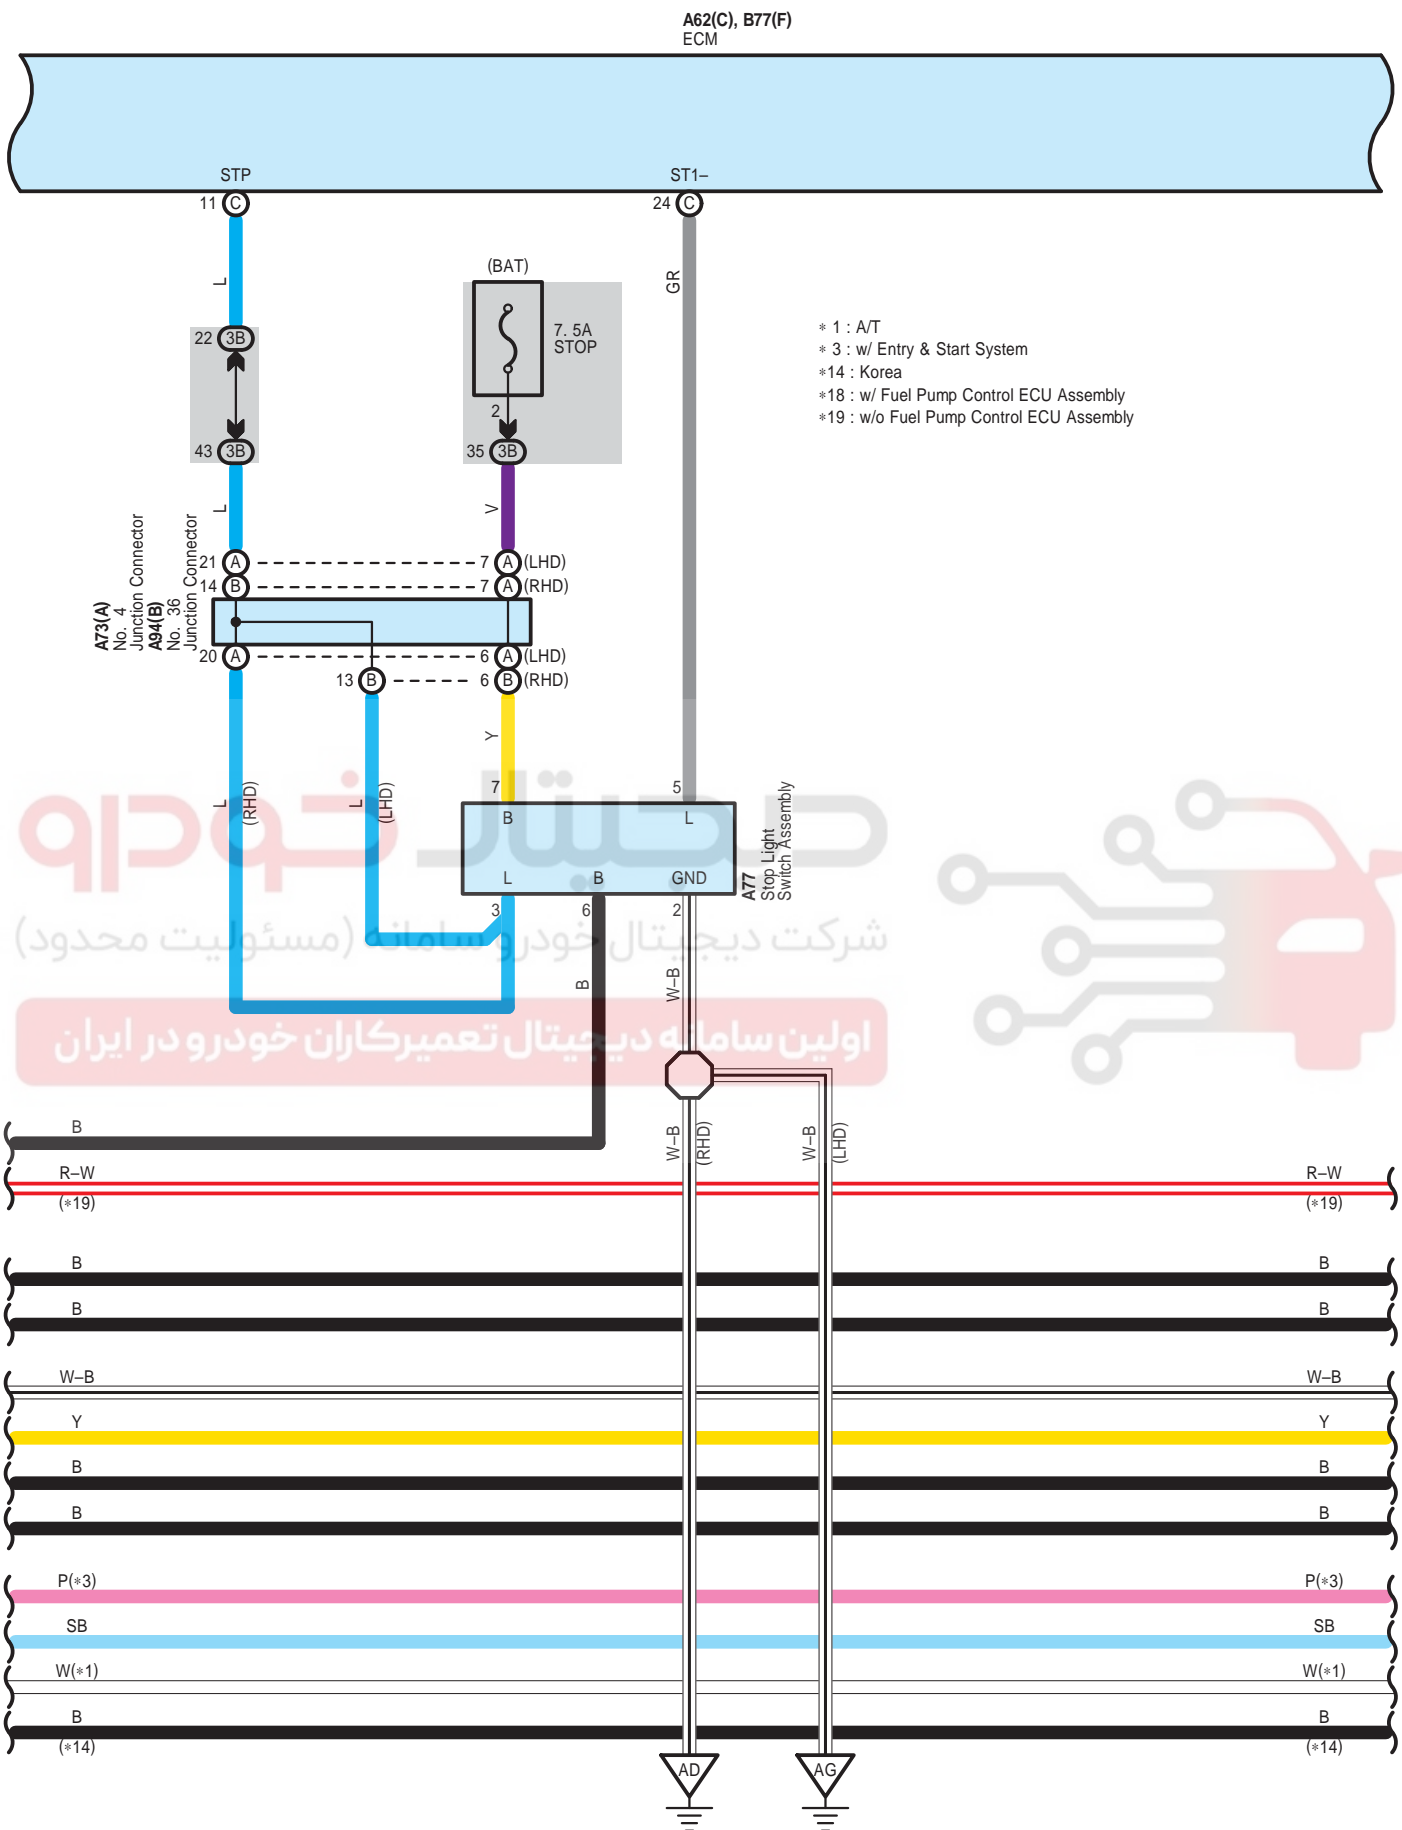 A62(C), B77(F)
ECM
STP
ST1–
11 C
24 C
L
GR
(BAT)
7. 5A
STOP
∗ 1 : A/T
∗ 3 : w/ Entry & Start System
∗14 : Korea
∗18 : w/ Fuel Pump Control ECU Assembly
∗19 : w/o Fuel Pump Control ECU Assembly
22 3B
2
43 3B
35 3B
L
V
A73(A)
No. 4
Junction Connector
A94(B)
No. 36
Junction Connector
21 A
7 A (LHD)
14 B
7 A (RHD)
20 A
6 A (LHD)
13 B
6 B (RHD)
Y
L
(RHD)
L
(LHD)
7
5
B
L
L
B
GND
A77
Stop Light
Switch Assembly
3
6
2
دیجیتال خودرو
شرکت دیجیتال خودرو سامانه (مسئولیت محدود)
B
W–B
اولین سامانه دیجیتال تعمیرکاران خودرو در ایران
W–B
(RHD)
W–B
(LHD)
B
R–W
R–W
(∗19)
(∗19)
B
B
B
B
W–B
W–B
Y
Y
B
B
B
B
P(∗3)
P(∗3)
SB
SB
W(∗1)
W(∗1)
B
B
(∗14)
(∗14)
AD
AG